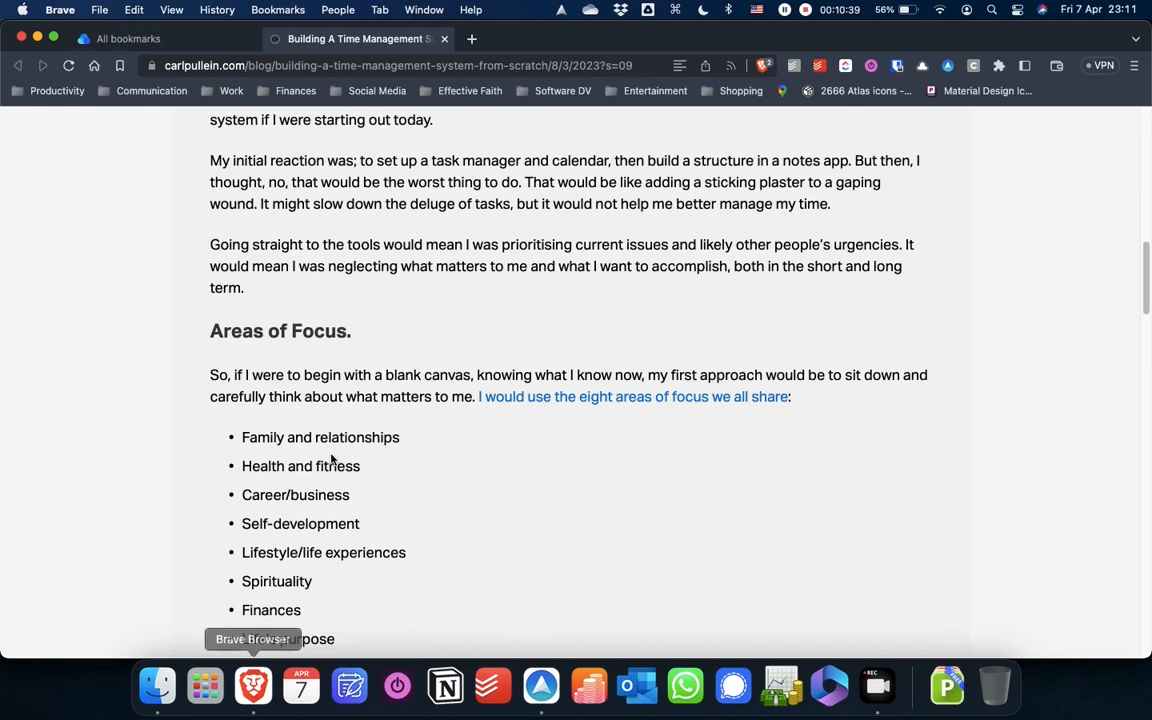 Brave File Edit View History Bookmarks People Tab Window Help 00:10:39 56% Fri 7 Apr 23:11
All bookmarks Building A Time Management S
carlpullein.com/blog/building-a-time-management-system-from-scratch/8/3/2023?s=09 2 VPN
Productivity Communication Work Finances Social Media Effective Faith Software DV Entertainment Shopping 2666 Atlas icons -... Material Design Ic...
system if I were starting out today.
My initial reaction was; to set up a task manager and calendar, then build a structure in a notes app. But then, I
thought, no, that would be the worst thing to do. That would be like adding a sticking plaster to a gaping
wound. It might slow down the deluge of tasks, but it would not help me better manage my time.
Going straight to the tools would mean I was prioritising current issues and likely other people's urgencies. It
would mean I was neglecting what matters to me and what I want to accomplish, both in the short and long
term.
Areas of Focus.
So, if I were to begin with a blank canvas, knowing what I know now, my first approach would be to sit down and
carefully think about what matters to me. I would use the eight areas of focus we all share:
• Family and relationships
• Health and fitness
• Career/business
• Self-development
• Lifestyle/life experiences
• Spirituality
• Finances
Brave Browser
APR
7
REC